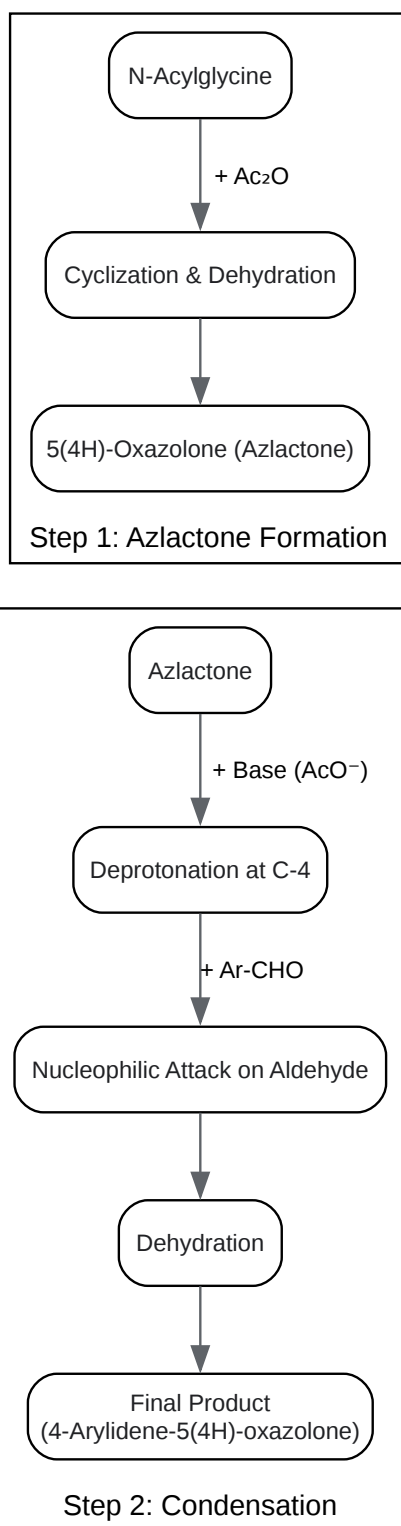 N-Acylglycine
+ Ac₂O
Cyclization & Dehydration
5(4H)-Oxazolone (Azlactone)
Step 1: Azlactone Formation
Azlactone
+ Base (AcO⁻)
Deprotonation at C-4
+ Ar-CHO
Nucleophilic Attack on Aldehyde
Dehydration
Final Product
(4-Arylidene-5(4H)-oxazolone)
Step 2: Condensation